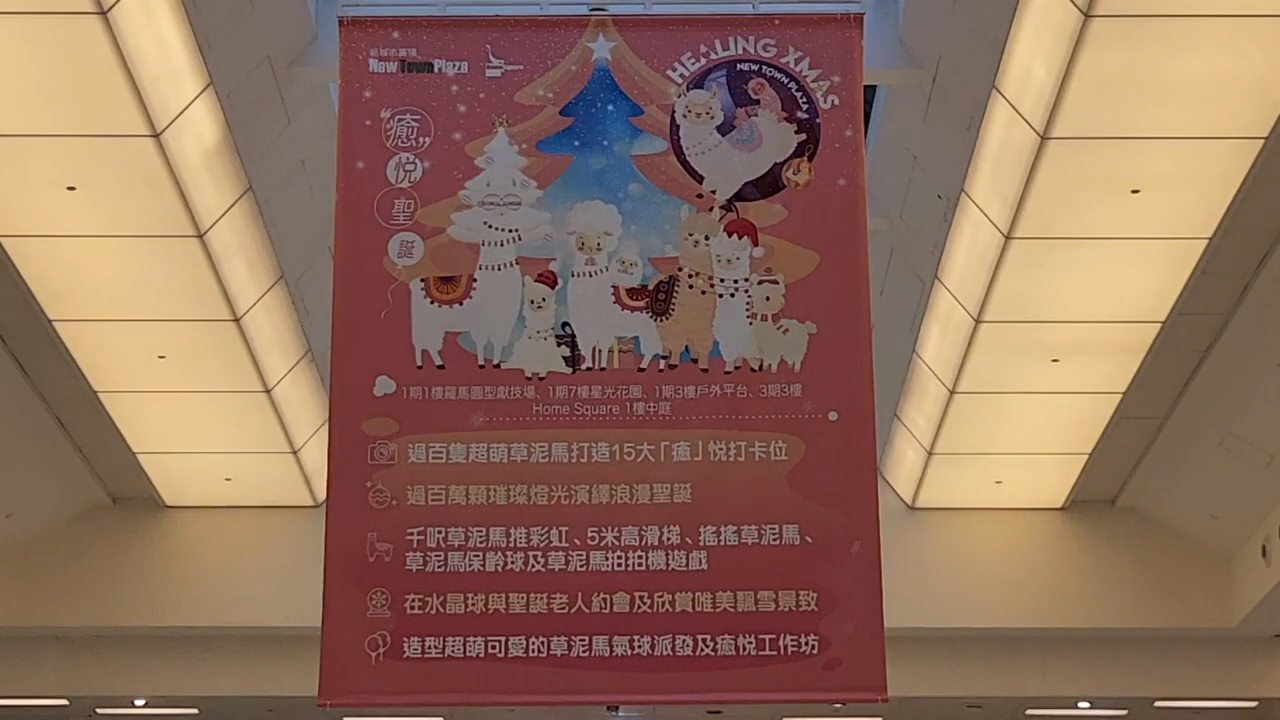 新城市廣場
New Town Plaza
HEALING XMAS
NEW TOWN PLAZA
“癒”
悅
聖
誕
1期1樓羅馬圓型獻技場、1期7樓星光花園、1期3樓戶外平台、3期3樓
Home Square 1樓中庭
過百隻超萌草泥馬打造15大「癒」悅打卡位
過百萬顆璀璨燈光演繹浪漫聖誕
千呎草泥馬推彩虹、5米高滑梯、搖搖草泥馬、
草泥馬保齡球及草泥馬拍拍機遊戲
在水晶球與聖誕老人約會及欣賞唯美飄雪景致
造型超萌可愛的草泥馬氣球派發及癒悅工作坊